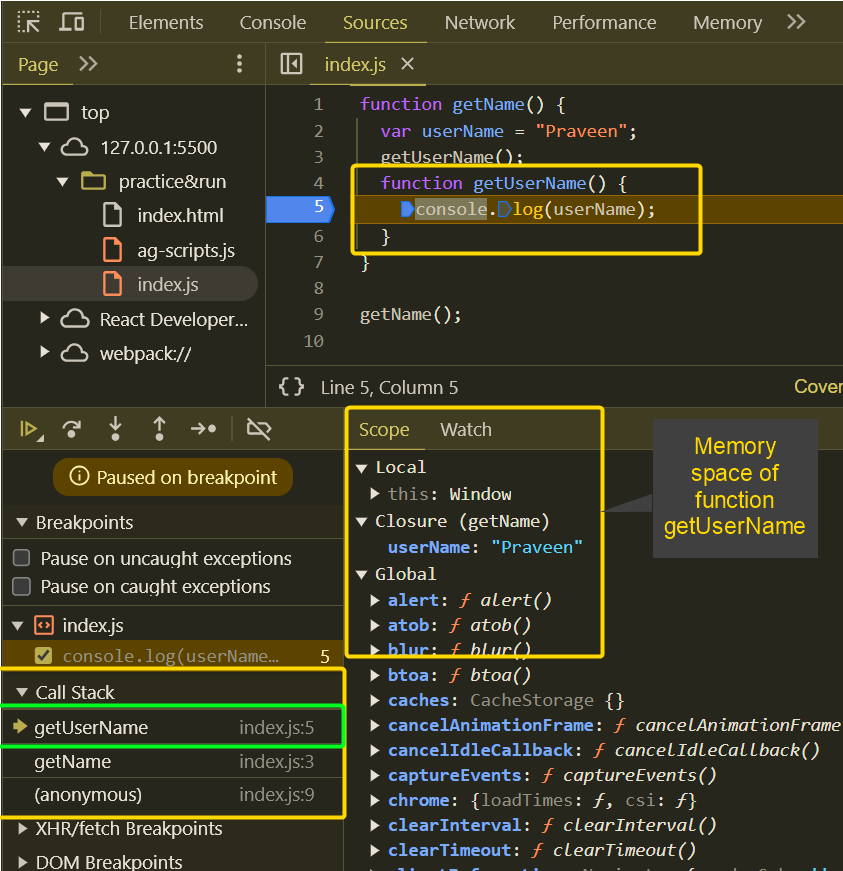 Elements Console Sources Network Performance Memory
Page
index.js
top
127.0.0.1:5500
practice&run
index.html
ag-scripts.js
index.js
React Developer...
webpack://
1 function getName() {
2 var userName = "Praveen";
3 getUserName();
4 function getUserName() {
5 console.log(userName);
6 }
7 }
8
9 getName();
10
{} Line 5, Column 5
Cover
Paused on breakpoint
Breakpoints
Pause on uncaught exceptions
Pause on caught exceptions
index.js
console.log(userName… 5
Call Stack
getUserName index.js:5
getName index.js:3
(anonymous) index.js:9
XHR/fetch Breakpoints
DOM Breakpoints
Scope Watch
Local
this: Window
Closure (getName)
userName: "Praveen"
Global
alert: ƒ alert()
atob: ƒ atob()
blur: ƒ blur()
btoa: ƒ btoa()
caches: CacheStorage {}
cancelAnimationFrame: ƒ cancelAnimationFrame
cancelIdleCallback: ƒ cancelIdleCallback()
captureEvents: ƒ captureEvents()
chrome: {loadTimes: ƒ, csi: ƒ}
clearInterval: ƒ clearInterval()
clearTimeout: ƒ clearTimeout()
Memory
space of
function
getUserName